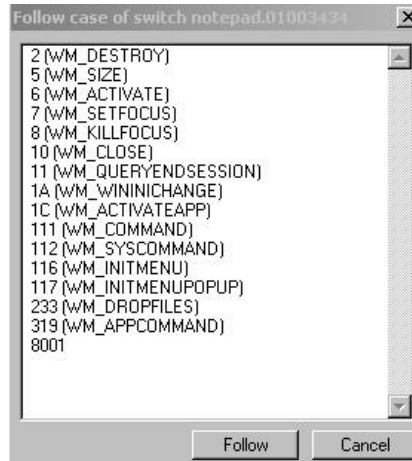 Follow case of switch notepad.01003434
2 (WM_DESTROY)
5 (WM_SIZE)
6 (WM_ACTIVATE)
7 (WM_SETFOCUS)
8 (WM_KILLFOCUS)
10 (WM_CLOSE)
11 (WM_QUERYENDSESSION)
1A (WM_WININICHANGE)
1C (WM_ACTIVATEAPP)
111 (WM_COMMAND)
112 (WM_SYSCOMMAND)
116 (WM_INITMENU)
117 (WM_INITMENUPOPUP)
233 (WM_DROPFILES)
319 (WM_APPCOMMAND)
8001
Follow Cancel